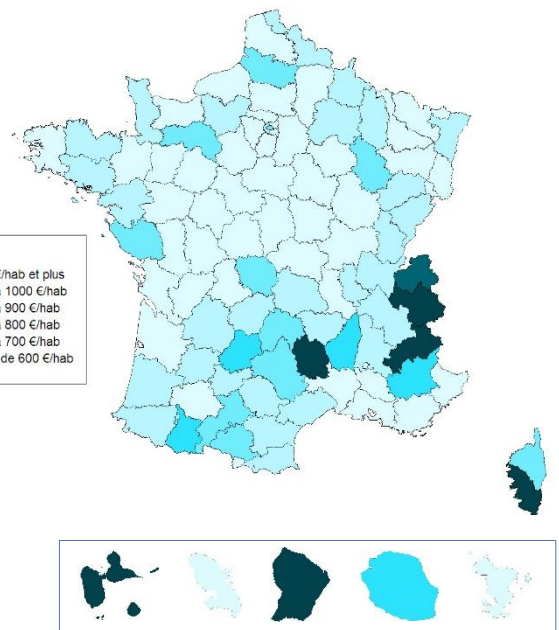 €/hab et plus
1000 €/hab
900 €/hab
800 €/hab
700 €/hab
de 600 €/hab